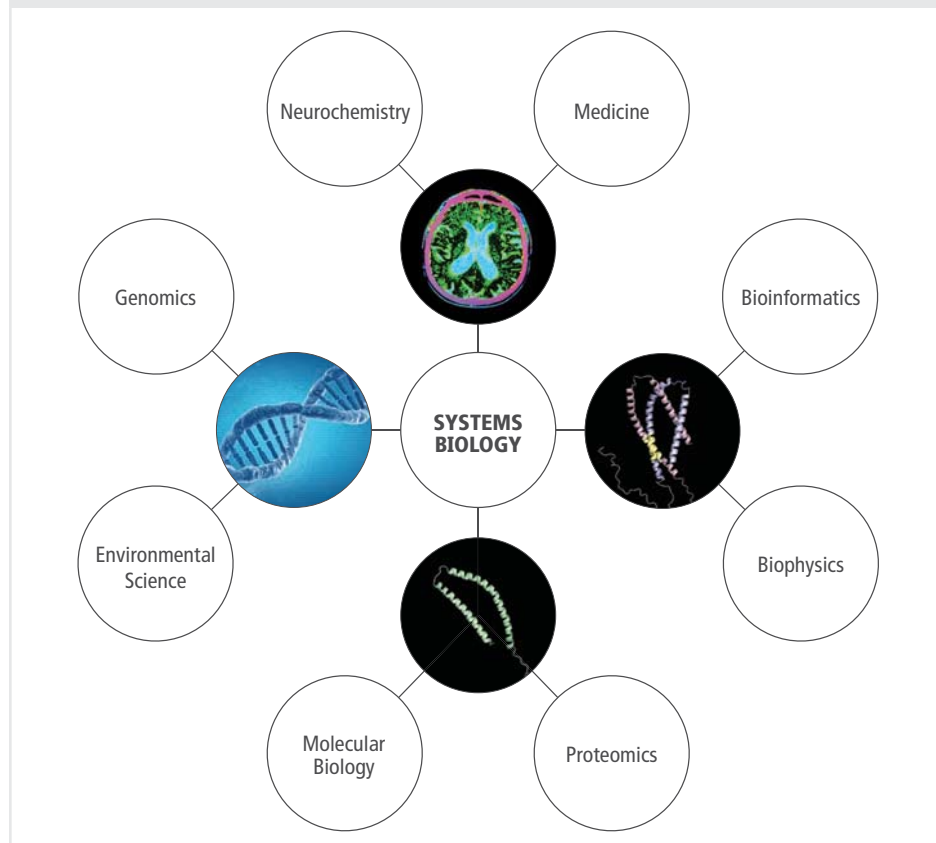 Neurochemistry
Medicine
Genomics
Bioinformatics
SYSTEMS
BIOLOGY
Environmental
Science
Biophysics
Molecular
Biology
Proteomics